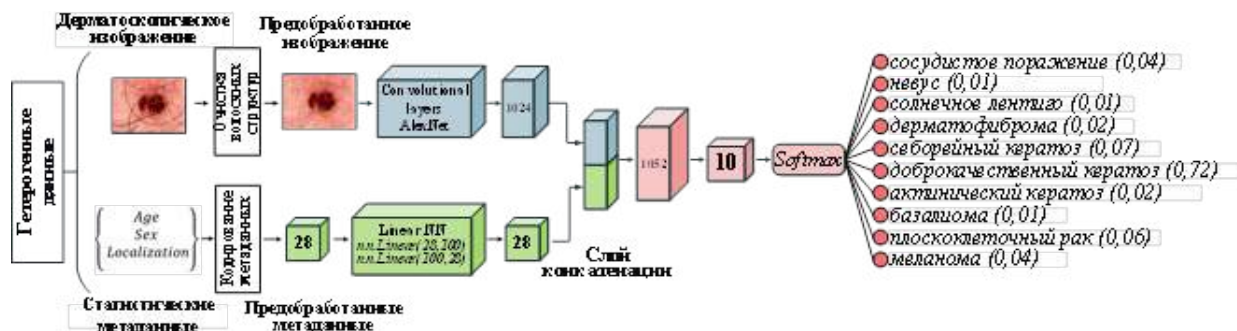 Гетерогенные
данные
Дерматоскопическое
изображение
Очистка
волосяных
структур
Предобработанное
изображение
Convolutional
layers
AlexNet
1024
Age
Sex
Localization
Статистические
метаданные
Кодирование
метаданных
28
Предобработанные
метаданные
Linear NN
nn.Linear(28,100)
nn.Linear(100,28)
28
Слой
конкатенации
1052
10
Softmax
сосудистое поражение (0,04)
невус (0,01)
солнечное лентиго (0,01)
дерматофиброма (0,02)
себорейный кератоз (0,07)
доброкачественный кератоз (0,72)
актинический кератоз (0,02)
базалиома (0,01)
плоскоклеточный рак (0,06)
меланома (0,04)